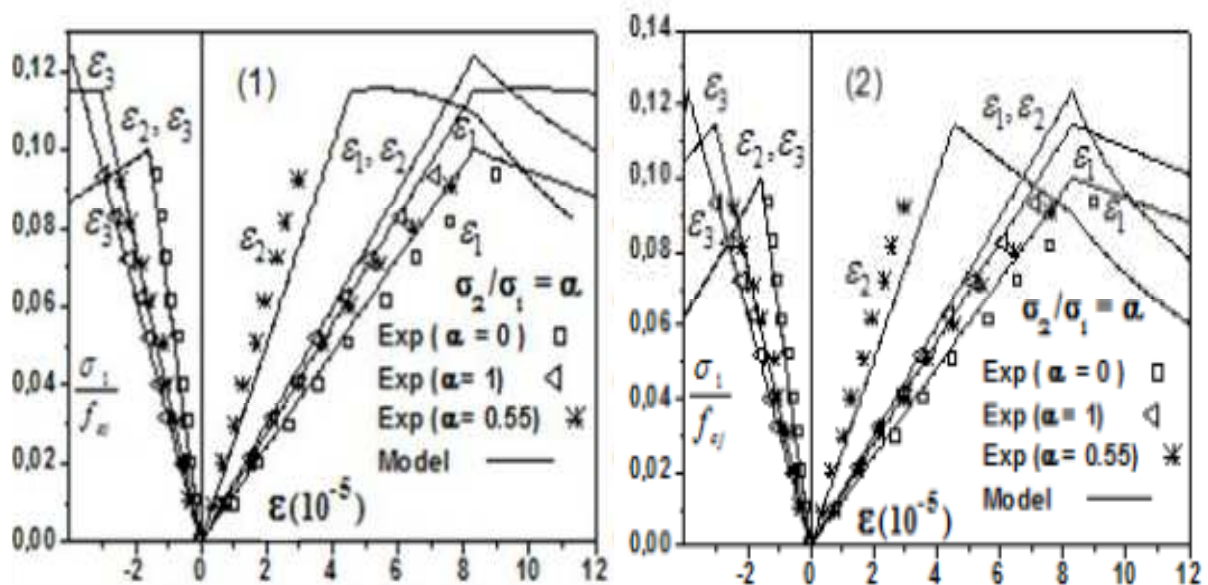 (1)
0,12
0,10
0,08
0,06
0,04
0,02
0,00
ε3
ε2, ε3
ε3
ε1, ε2
ε1
ε2
ε1
σ2/σ1 = α
Exp ( α = 0 )
Exp ( α = 1 )
Exp ( α = 0.55)
Model
σ1
ε(10-5)
-2 0 2 4 6 8 10 12
(2)
0,14
0,12
0,10
0,08
0,06
0,04
0,02
0,00
ε3
ε2, ε3
ε3
ε1, ε2
ε1
ε2
ε1
σ2/σ1 = α
Exp ( α = 0 )
Exp ( α = 1 )
Exp ( α = 0.55)
Model
σ1
ε(10-5)
-2 0 2 4 6 8 10 12